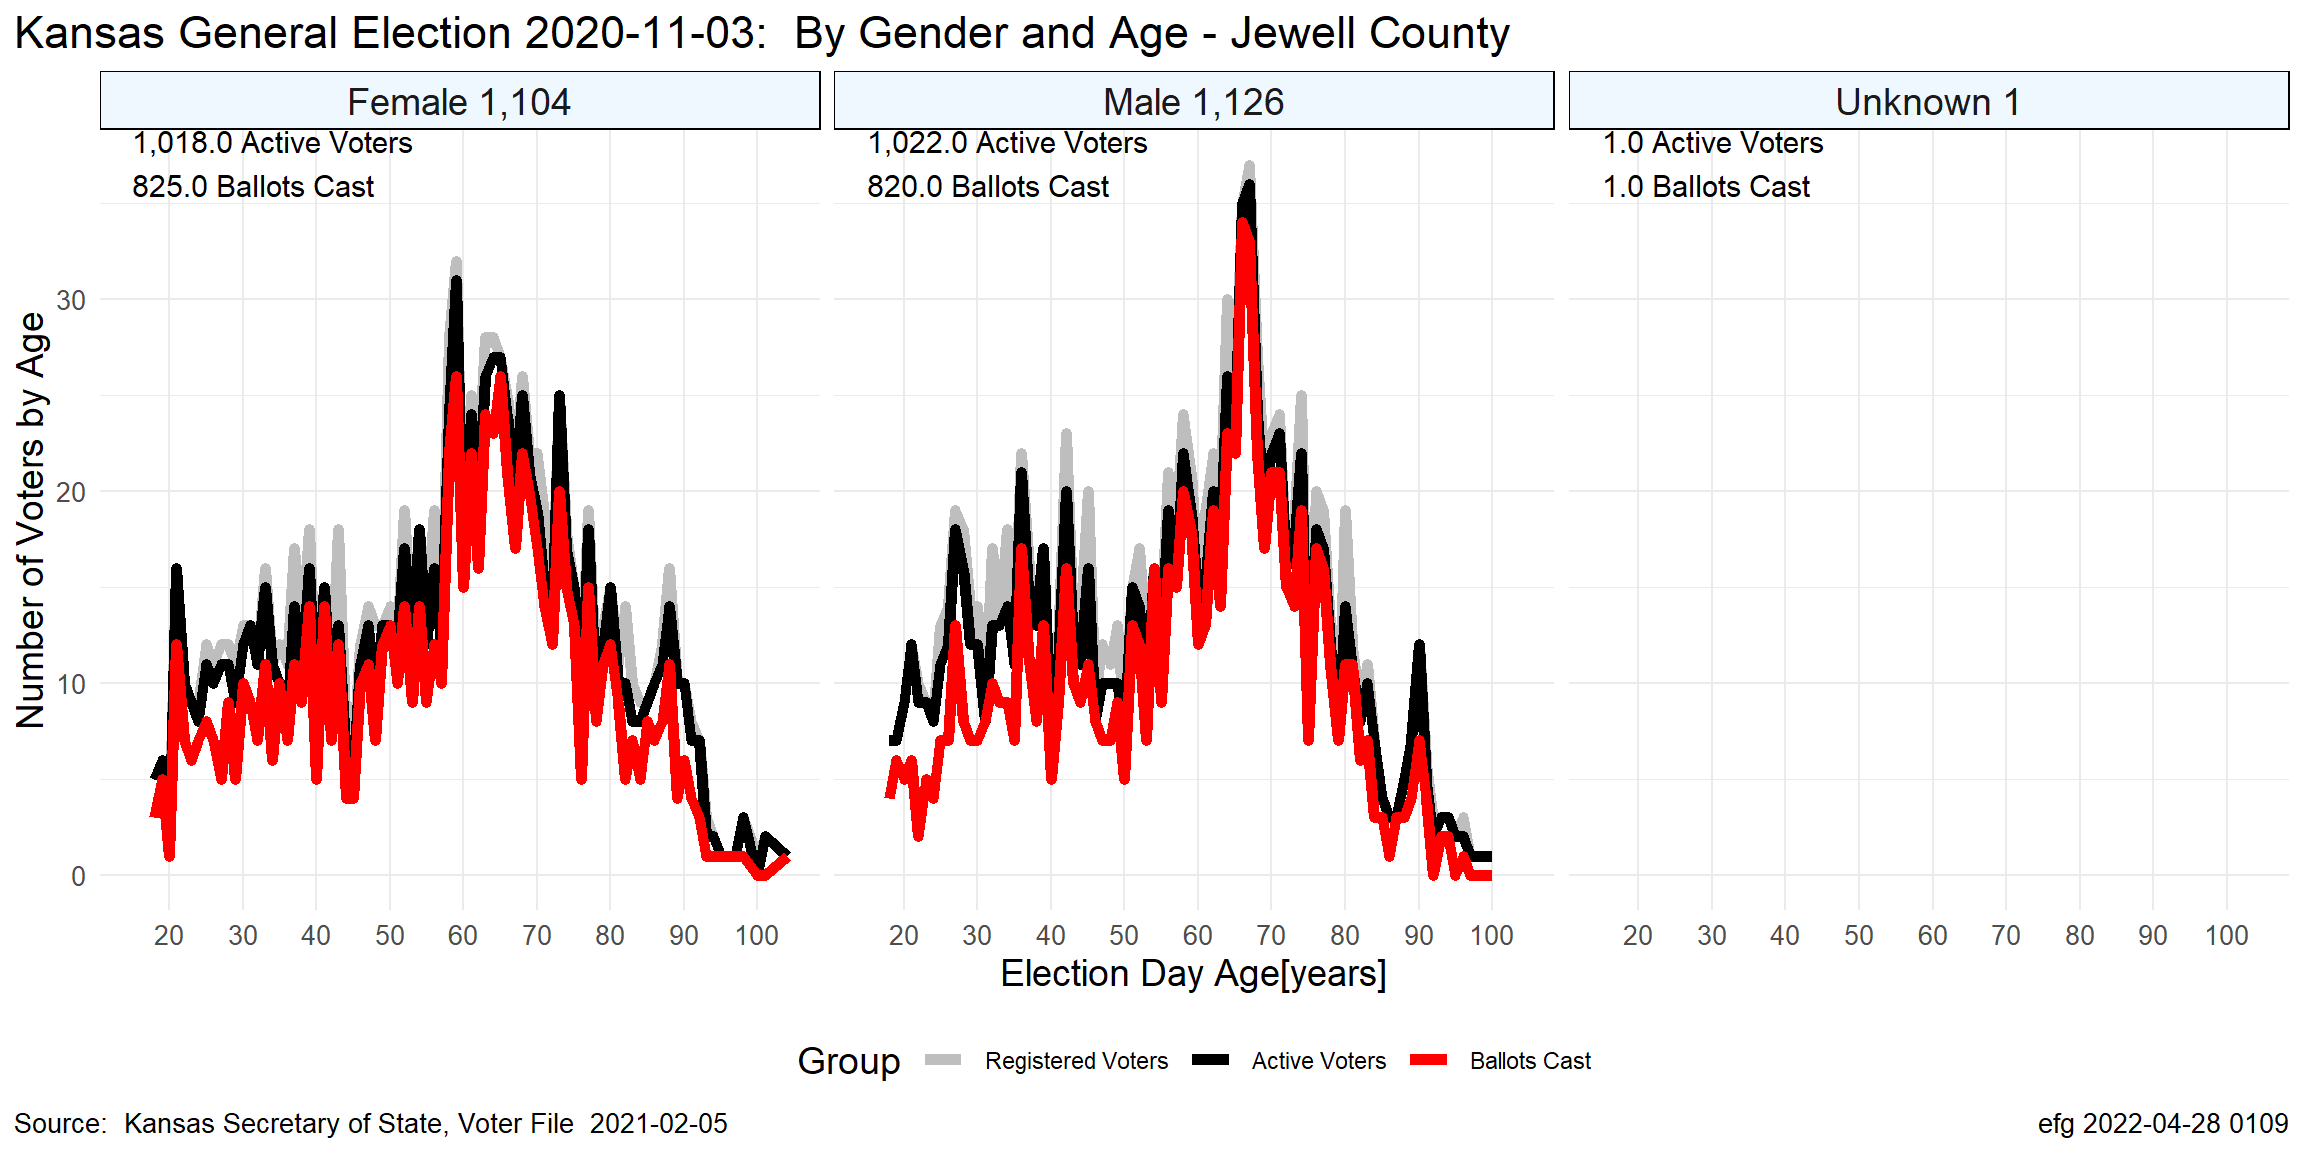 Kansas General Election 2020-11-03:  By Gender and Age - Jewell County
Female 1,104
Male 1,126
Unknown 1
1,018.0 Active Voters
825.0 Ballots Cast
1,022.0 Active Voters
820.0 Ballots Cast
1.0 Active Voters
1.0 Ballots Cast
Number of Voters by Age
30
20
10
0
20 30 40 50 60 70 80 90 100
20 30 40 50 60 70 80 90 100
20 30 40 50 60 70 80 90 100
Election Day Age[years]
Group Registered Voters Active Voters Ballots Cast
Source:  Kansas Secretary of State, Voter File  2021-02-05
efg 2022-04-28 0109